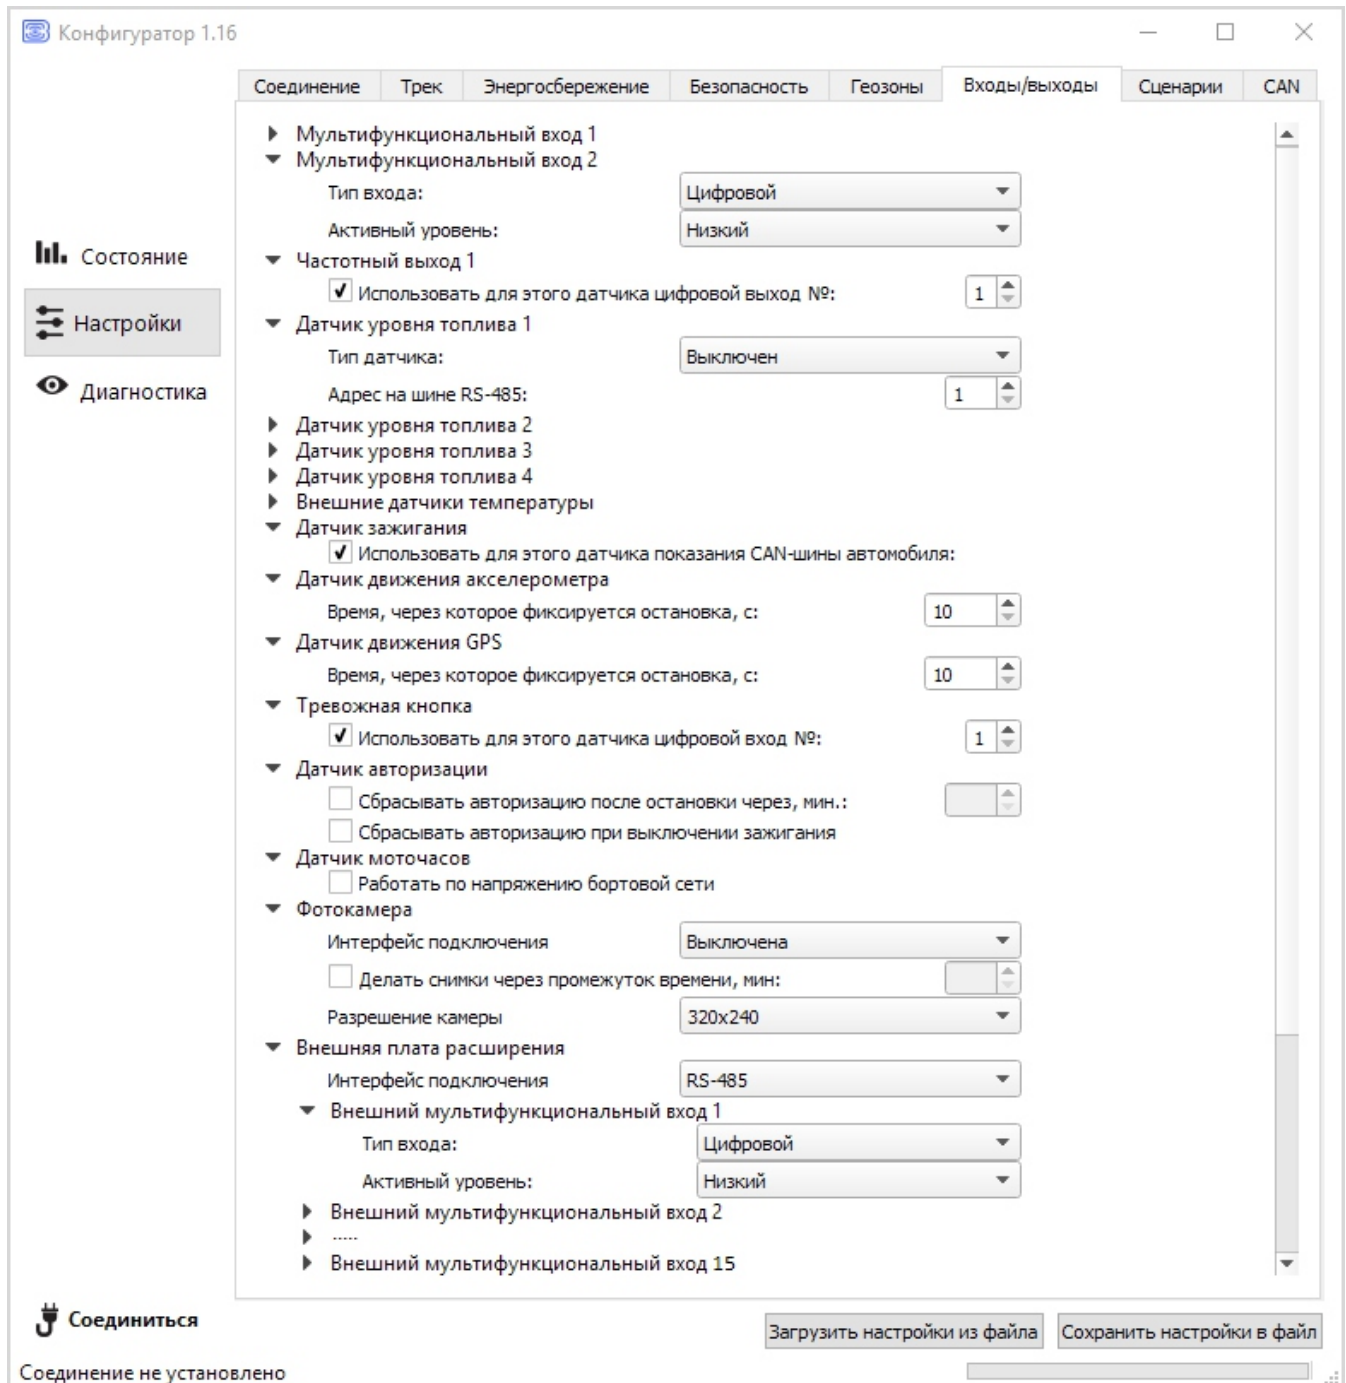 Конфигуратор 1.16
Соединение Трек Энергосбережение Безопасность Геозоны Входы/выходы Сценарии CAN
Состояние
Настройки
Диагностика
Мультифункциональный вход 1
Мультифункциональный вход 2
Тип входа: Цифровой
Активный уровень: Низкий
Частотный выход 1
Использовать для этого датчика цифровой выход №: 1
Датчик уровня топлива 1
Тип датчика: Выключен
Адрес на шине RS-485: 1
Датчик уровня топлива 2
Датчик уровня топлива 3
Датчик уровня топлива 4
Внешние датчики температуры
Датчик зажигания
Использовать для этого датчика показания CAN-шины автомобиля:
Датчик движения акселерометра
Время, через которое фиксируется остановка, с: 10
Датчик движения GPS
Время, через которое фиксируется остановка, с: 10
Тревожная кнопка
Использовать для этого датчика цифровой вход №: 1
Датчик авторизации
Сбрасывать авторизацию после остановки через, мин.:
Сбрасывать авторизацию при выключении зажигания
Датчик моточасов
Работать по напряжению бортовой сети
Фотокамера
Интерфейс подключения Выключена
Делать снимки через промежуток времени, мин:
Разрешение камеры 320x240
Внешняя плата расширения
Интерфейс подключения RS-485
Внешний мультифункциональный вход 1
Тип входа: Цифровой
Активный уровень: Низкий
Внешний мультифункциональный вход 2
.....
Внешний мультифункциональный вход 15
Соединиться
Загрузить настройки из файла Сохранить настройки в файл
Соединение не установлено